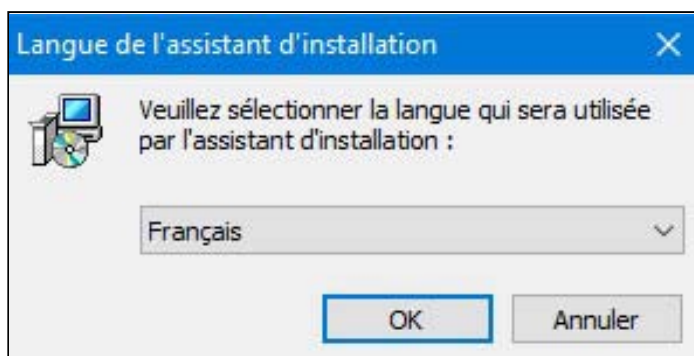 Langue de l'assistant d'installation
Veuillez sélectionner la langue qui sera utilisée
par l'assistant d'installation :
Français
OK Annuler